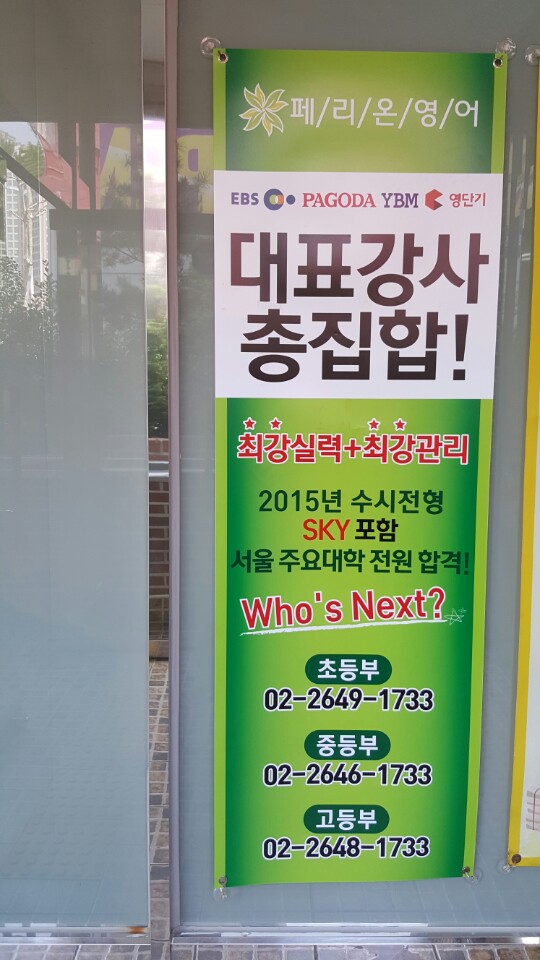 페/리/온/영/어
EBS PAGODA YBM 영단기
대표강사
총집합!
최강실력+최강관리
2015년 수시전형
SKY 포함
서울 주요대학 전원 합격!
Who's Next?
초등부
02-2649-1733
중등부
02-2646-1733
고등부
02-2648-1733